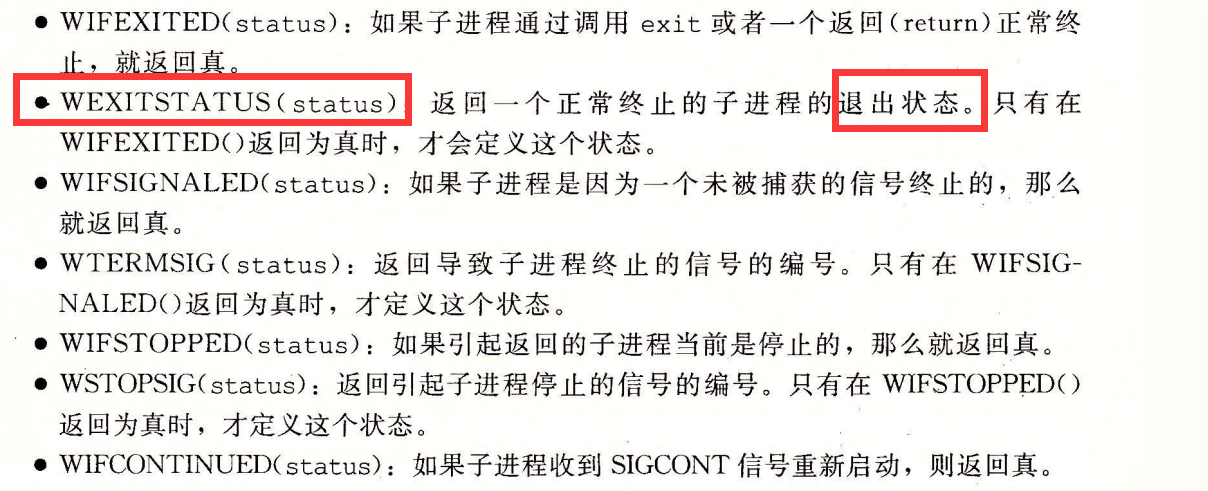 ● WIFEXITED(status)：如果子进程通过调用 exit 或者一个返回(return)正常终
止，就返回真。
● WEXITSTATUS(status)：返回一个正常终止的子进程的退出状态。只有在
WIFEXITED()返回为真时，才会定义这个状态。
● WIFSIGNALED(status)：如果子进程是因为一个未被捕获的信号终止的，那么
就返回真。
● WTERMSIG(status)：返回导致子进程终止的信号的编号。只有在 WIFSIG-
NALED()返回为真时，才定义这个状态。
● WIFSTOPPED(status)：如果引起返回的子进程当前是停止的，那么就返回真。
● WSTOPSIG(status)：返回引起子进程停止的信号的编号。只有在 WIFSTOPPED()
返回为真时，才定义这个状态。
● WIFCONTINUED(status)：如果子进程收到 SIGCONT 信号重新启动，则返回真。